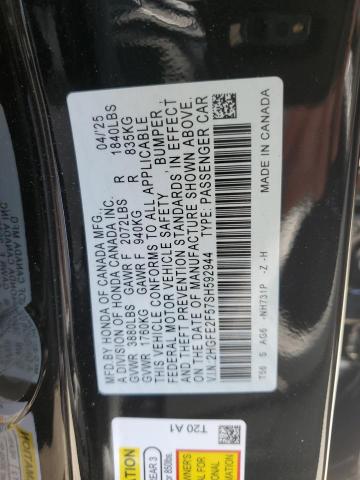 MFD. BY HONDA OF CANADA MFG. 04/'25
A DIVISION OF HONDA CANADA INC.
GVWR 3880LBS GAWR F 2072LBS R 1840LBS
GVWR 1760KG GAWR F 940KG R 835KG
THIS VEHICLE CONFORMS TO ALL APPLICABLE
FEDERAL MOTOR VEHICLE SAFETY, BUMPER,
AND THEFT PREVENTION STANDARDS IN EFFECT
ON THE DATE OF MANUFACTURE SHOWN ABOVE.
V.I.N.:2HGFE2F57SH592944 TYPE: PASSENGER CAR
T56 S AG6 -NH731P -Z -H
MADE IN CANADA
T20 A1
REAR 3